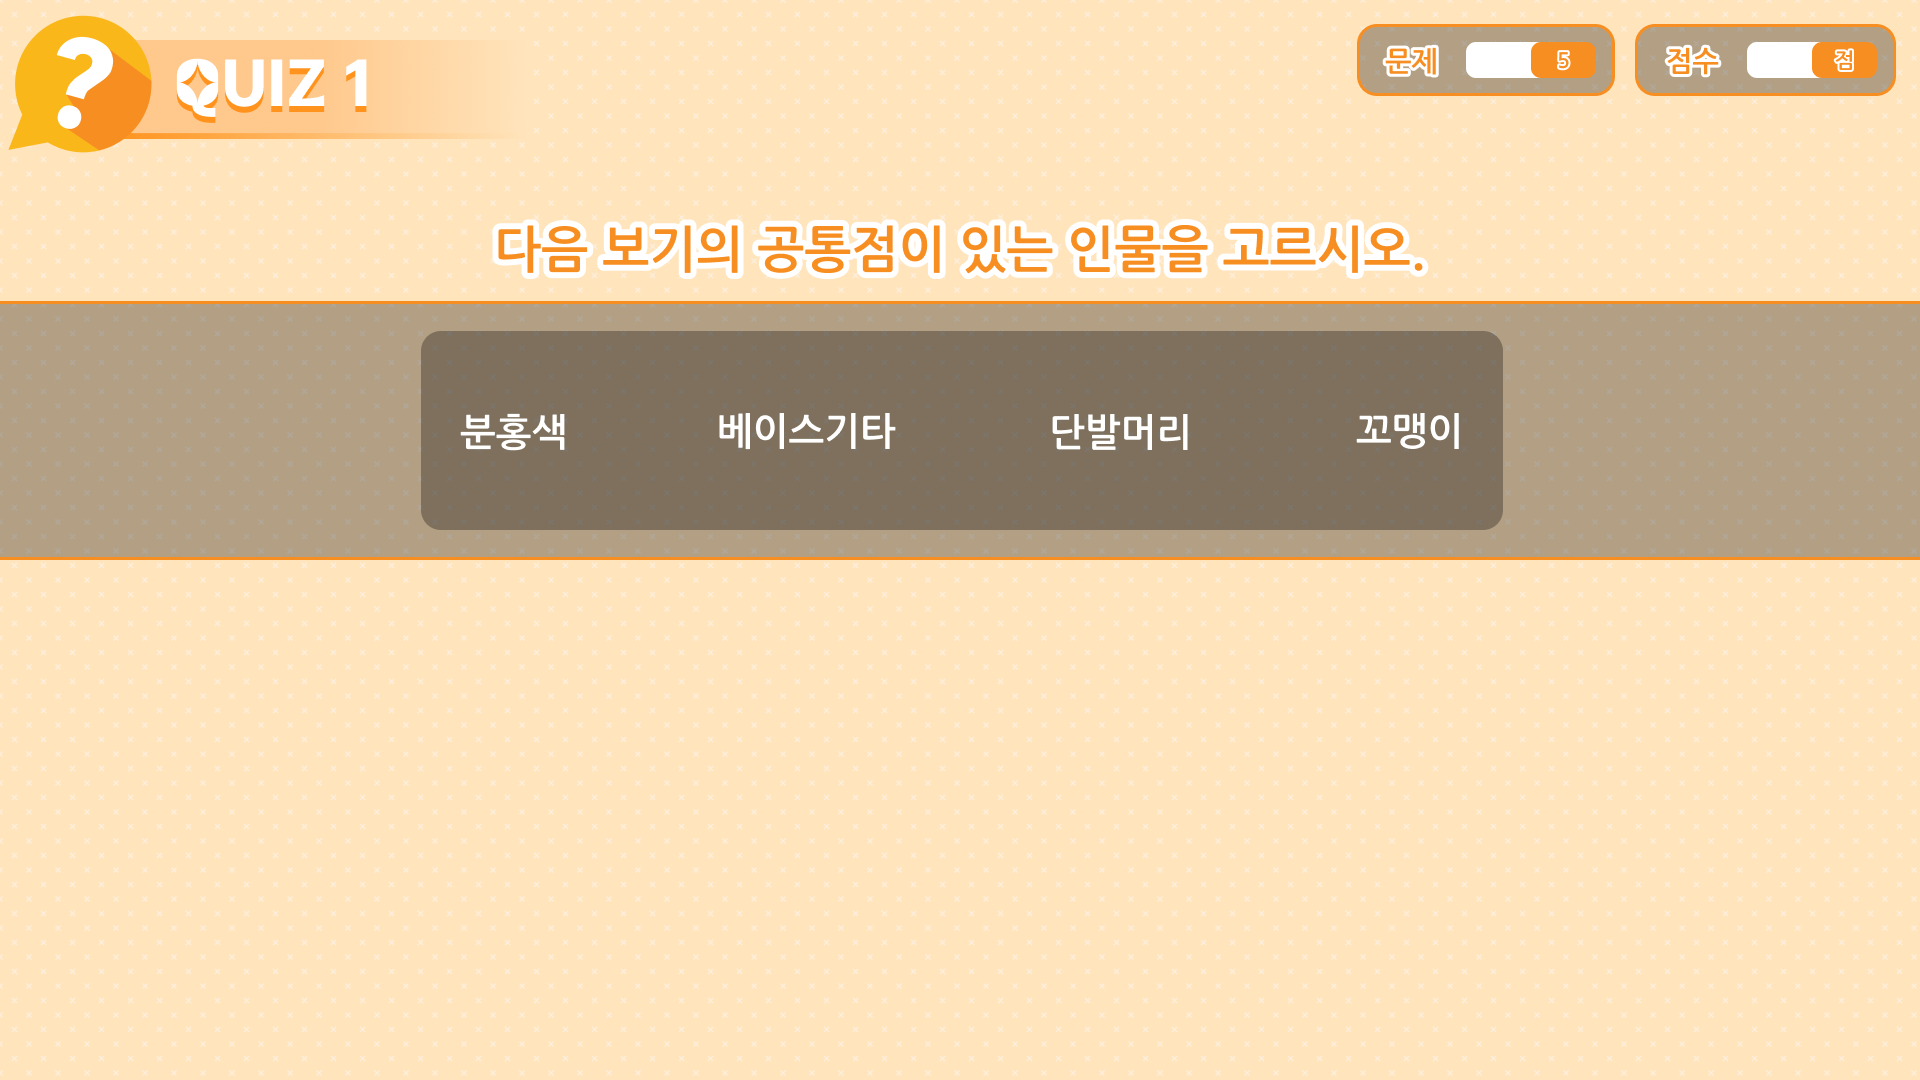 ?
QUIZ 1
문제 5
점수 점
다음 보기의 공통점이 있는 인물을 고르시오.
분홍색 베이스기타 단발머리 꼬맹이